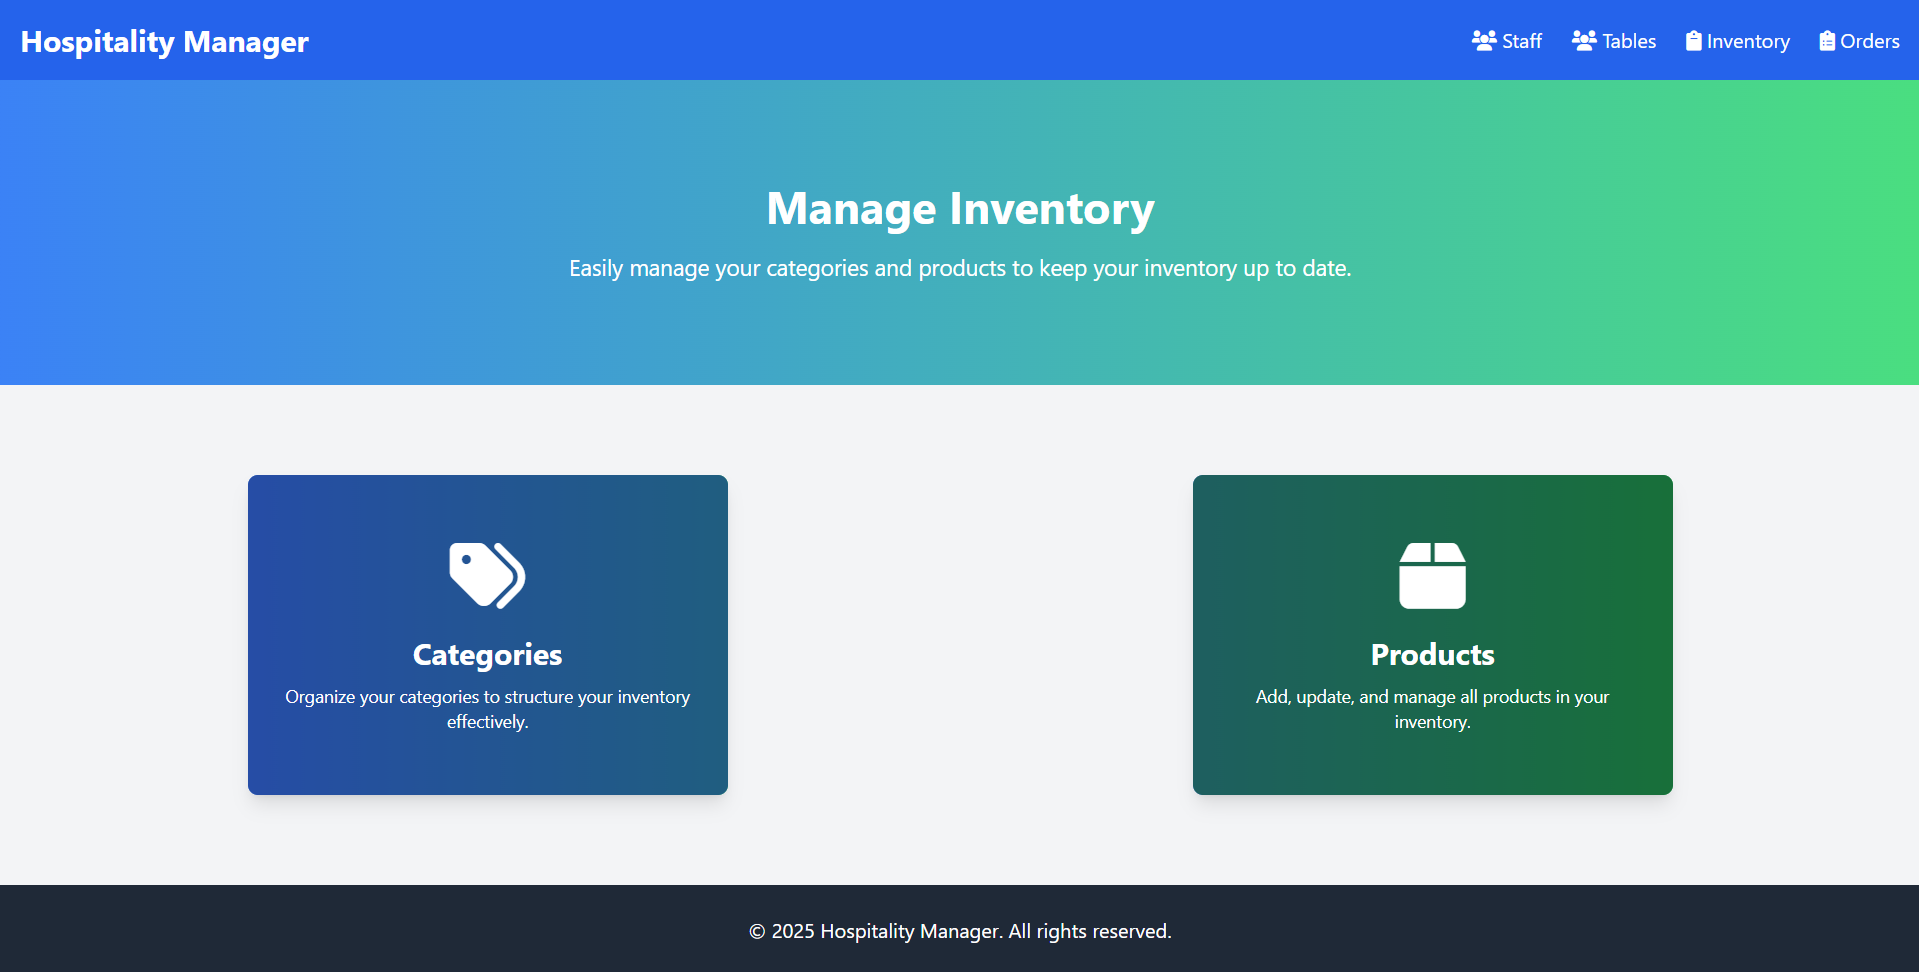 Hospitality Manager
Staff
Tables
Inventory
Orders
Manage Inventory
Easily manage your categories and products to keep your inventory up to date.
Categories
Organize your categories to structure your inventory
effectively.
Products
Add, update, and manage all products in your
inventory.
© 2025 Hospitality Manager. All rights reserved.